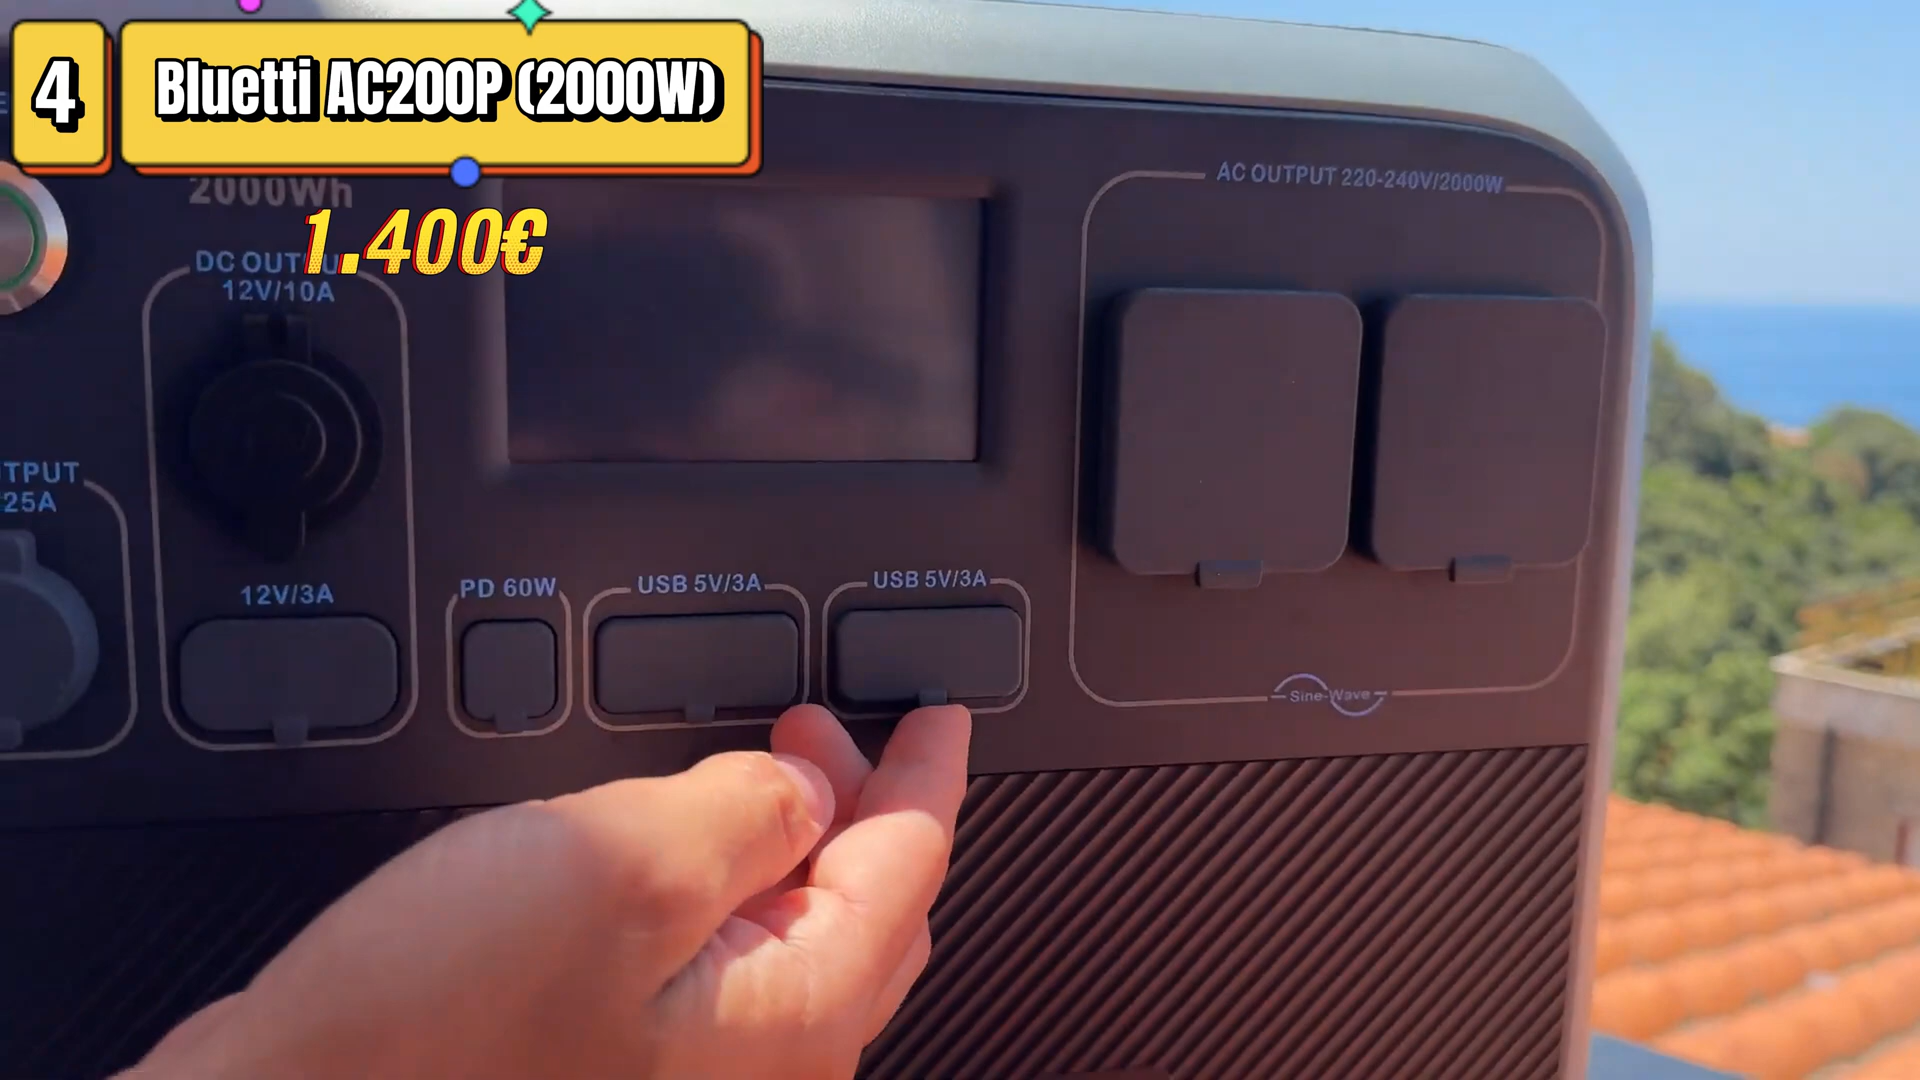 4
Bluetti AC200P (2000W)
2000Wh
1.400€
DC OUTPU
12V/10A
AC OUTPUT 220-240V/2000W
TPUT
25A
12V/3A
PD 60W
USB 5V/3A
USB 5V/3A
Sine-Wave